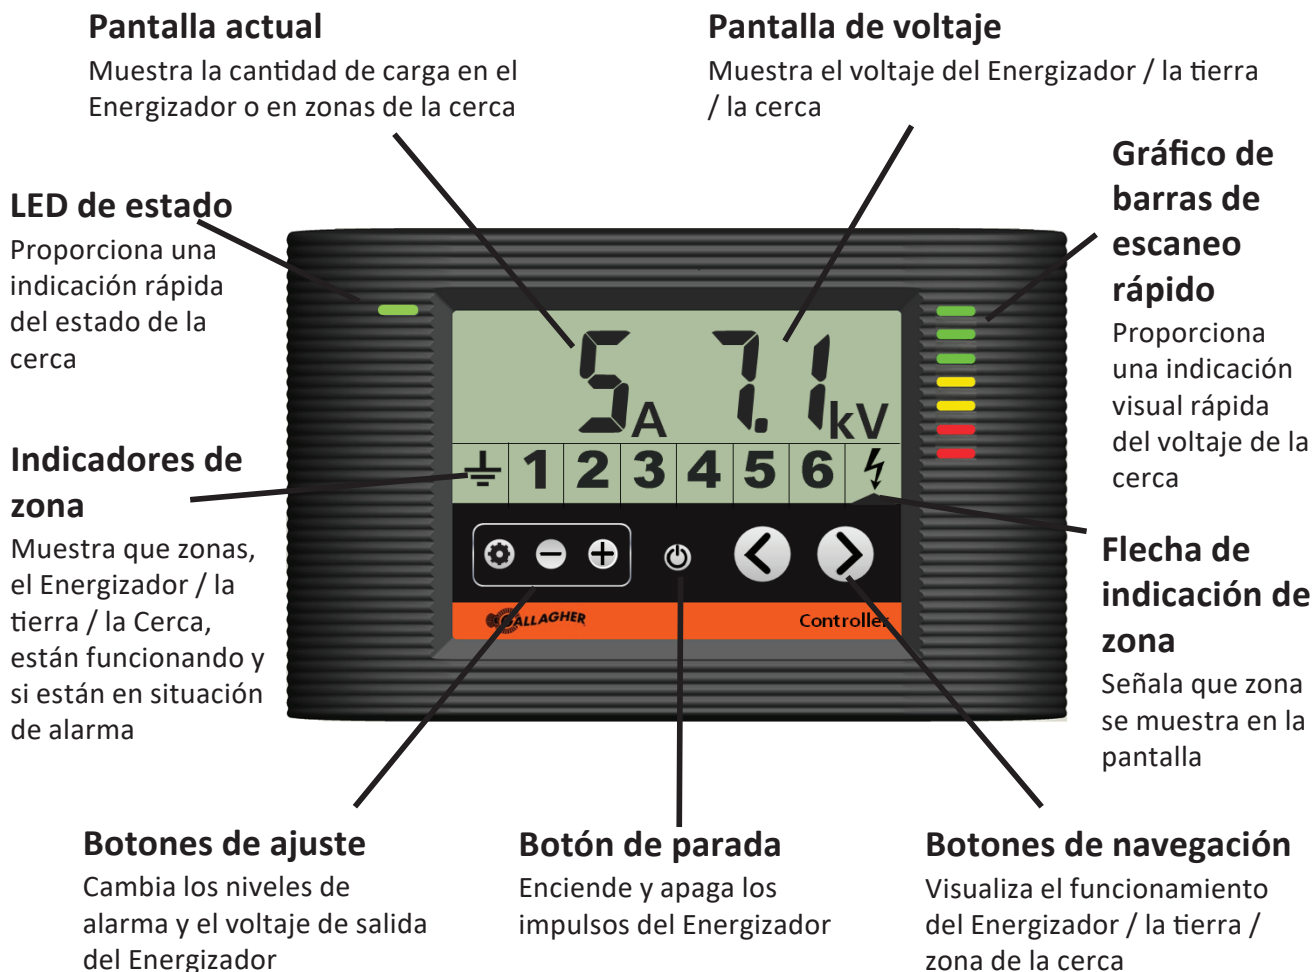 Pantalla actual
Muestra la cantidad de carga en el
Energizador o en zonas de la cerca
Pantalla de voltaje
Muestra el voltaje del Energizador / la tierra
/ la cerca
LED de estado
Proporciona una
indicación rápida
del estado de la
cerca
Gráfico de
barras de
escaneo
rápido
Proporciona
una indicación
visual rápida
del voltaje de la
cerca
5A 7.1kV
1 2 3 4 5 6
GALLAGHER
Controller
Indicadores de
zona
Muestra que zonas,
el Energizador / la
tierra / la Cerca,
están funcionando y
si están en situación
de alarma
Flecha de
indicación de
zona
Señala que zona
se muestra en la
pantalla
Botones de ajuste
Cambia los niveles de
alarma y el voltaje de salida
del Energizador
Botón de parada
Enciende y apaga los
impulsos del Energizador
Botones de navegación
Visualiza el funcionamiento
del Energizador / la tierra /
zona de la cerca